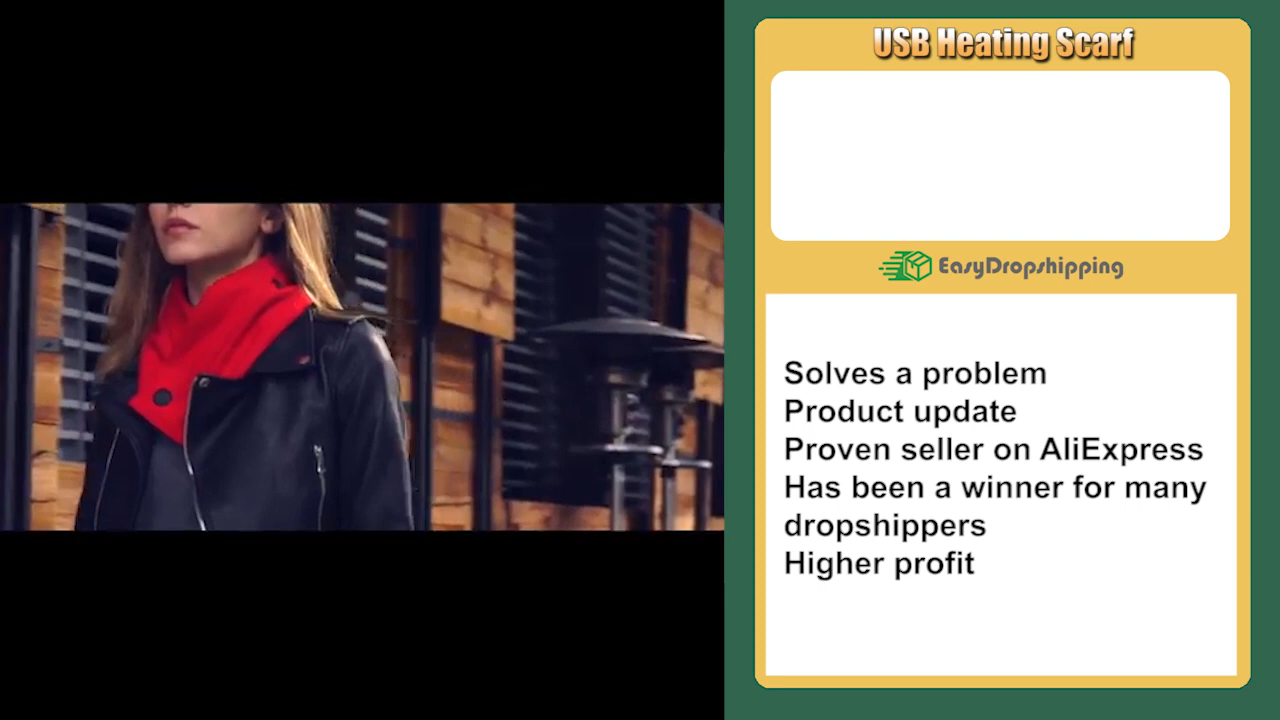 USB Heating Scarf
EasyDropshipping
Solves a problem
Product update
Proven seller on AliExpress
Has been a winner for many
dropshippers
Higher profit